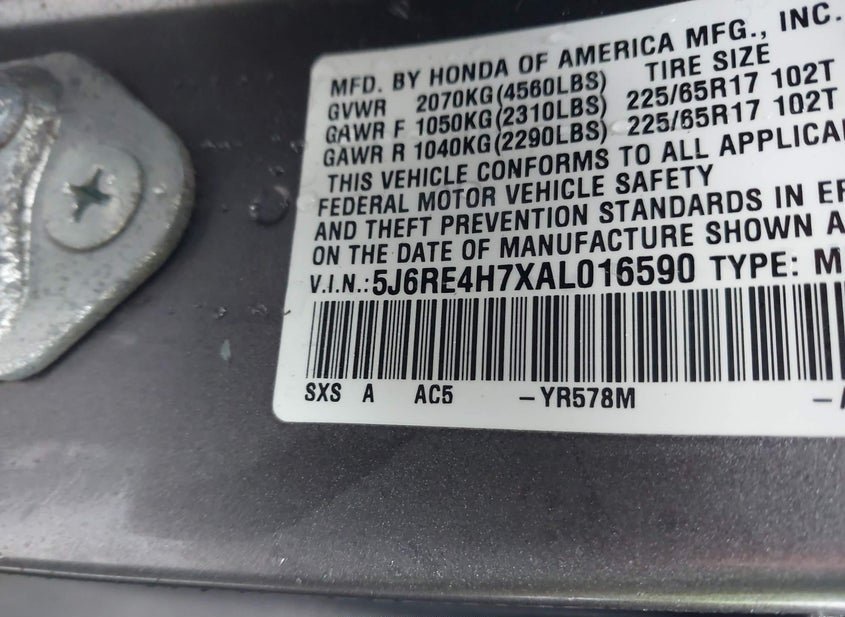 MFD. BY HONDA OF AMERICA MFG., INC.
GVWR 2070KG(4560LBS) TIRE SIZE
GAWR F 1050KG(2310LBS) 225/65R17 102T
GAWR R 1040KG(2290LBS) 225/65R17 102T
THIS VEHICLE CONFORMS TO ALL APPLICA
FEDERAL MOTOR VEHICLE SAFETY
AND THEFT PREVENTION STANDARDS IN EF
ON THE DATE OF MANUFACTURE SHOWN A
V.I.N.:5J6RE4H7XAL016590 TYPE: M
SXS A AC5 -YR578M -A